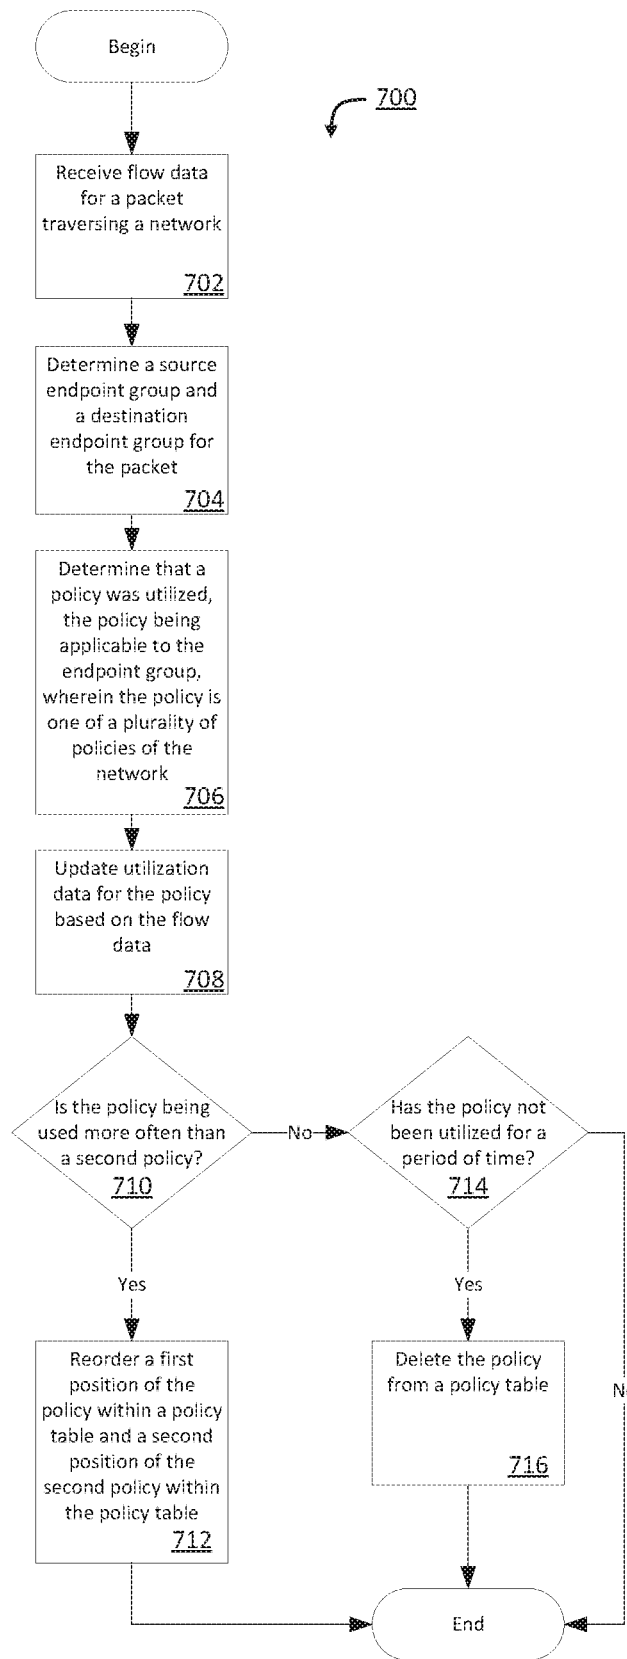 Begin
700
Receive flow data
for a packet
traversing a network
702
Determine a source
endpoint group and
a destination
endpoint group for
the packet
704
Determine that a
policy was utilized,
the policy being
applicable to the
endpoint group,
wherein the policy is
one of a plurality of
policies of the
network
706
Update utilization
data for the policy
based on the flow
data
708
Is the policy being
used more often than
a second policy?
710
No
Has the policy not
been utilized for a
period of time?
714
Yes
Yes
Reorder a first
position of the
policy within a policy
table and a second
position of the
second policy within
the policy table
712
Delete the policy
from a policy table
716
End